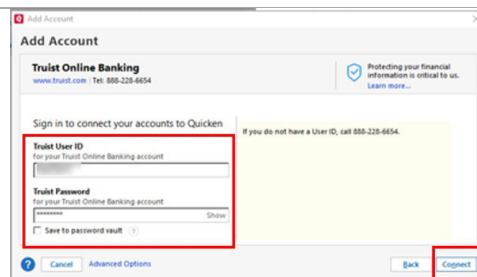 Add Account
Add Account
Truist Online Banking
www.truist.com | Tel: 888-228-6654
Protecting your financial
information is critical to us.
Learn more...
Sign in to connect your accounts to Quicken
If you do not have a User ID, call 888-228-6654.
Truist User ID
for your Truist Online Banking account
Truist Password
for your Truist Online Banking account
******** Show
Save to password vault ?
? Cancel Advanced Options Back Connect